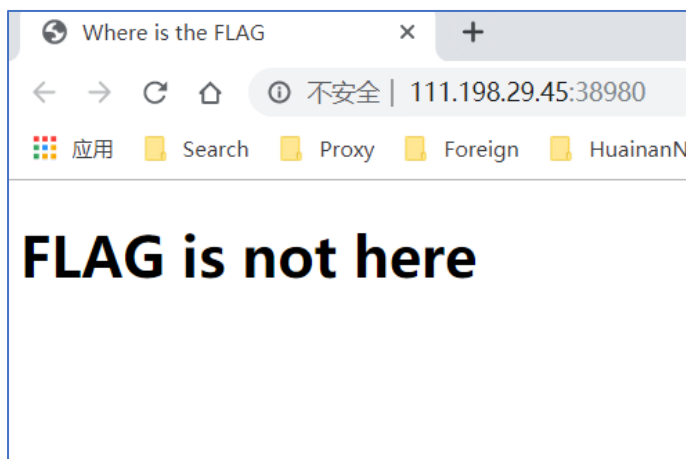 Where is the FLAG
不安全 | 111.198.29.45:38980
应用 Search Proxy Foreign HuainanN
FLAG is not here